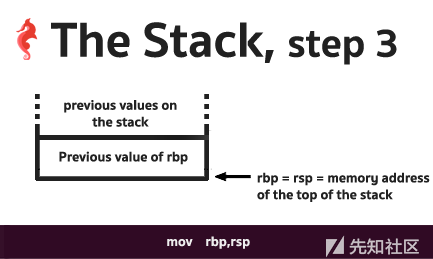 The Stack, step 3
previous values on
the stack
Previous value of rbp
rbp = rsp = memory address
of the top of the stack
mov rbp,rsp
先知社区